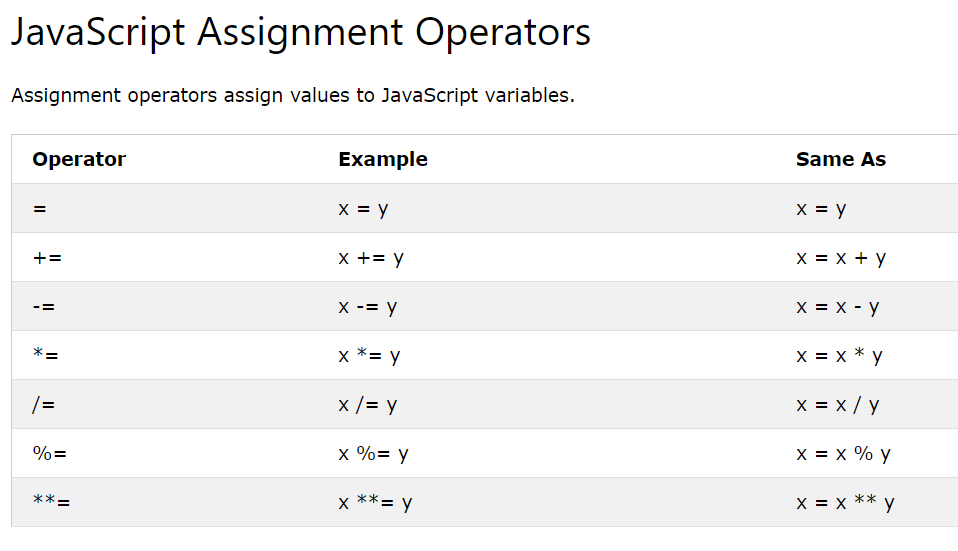 JavaScript Assignment Operators
Assignment operators assign values to JavaScript variables.
Operator Example Same As
= x = y x = y
+= x += y x = x + y
-= x -= y x = x - y
*= x *= y x = x * y
/= x /= y x = x / y
%= x %= y x = x % y
**= x **= y x = x ** y